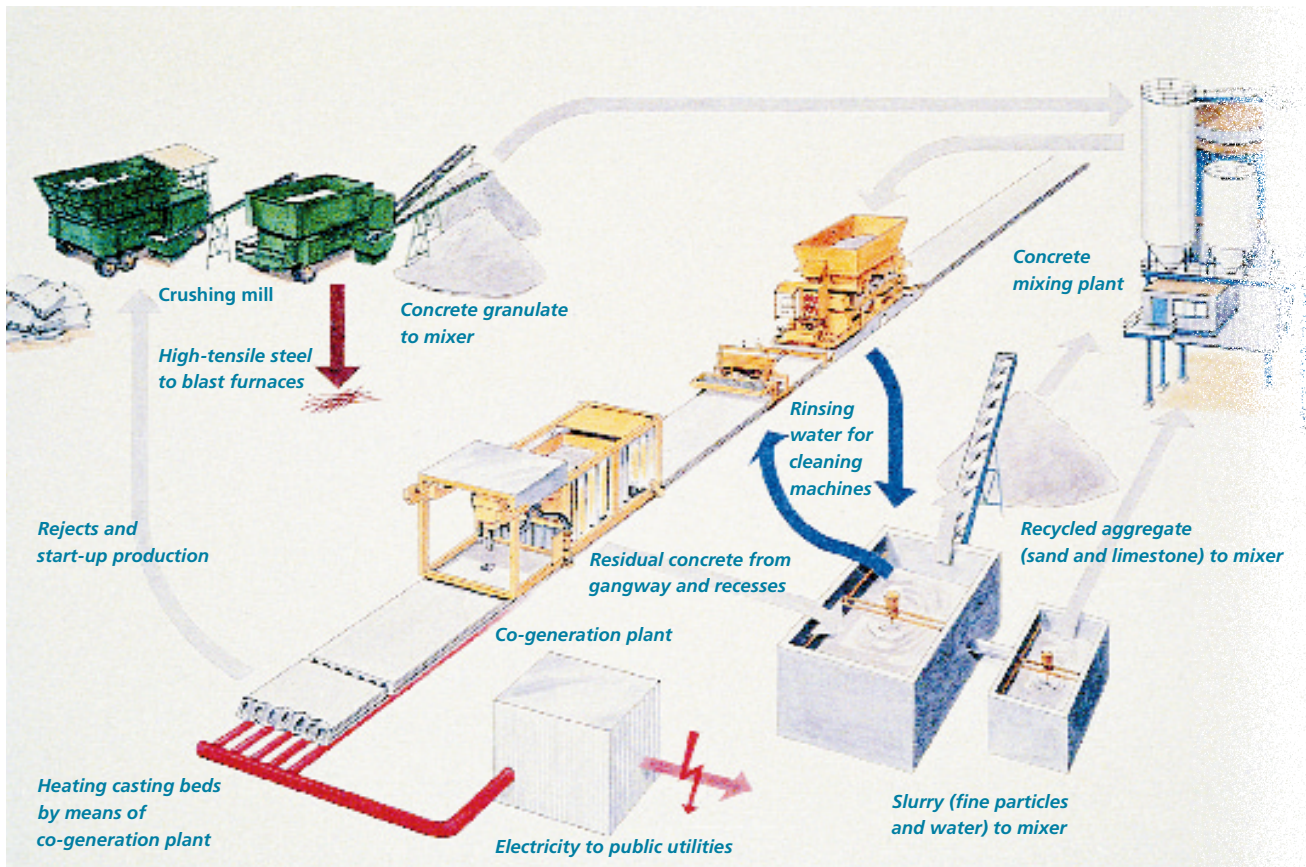 Crushing mill
High-tensile steel
to blast furnaces
Concrete granulate
to mixer
Concrete
mixing plant
Rinsing
water for
cleaning
machines
Rejects and
start-up production
Residual concrete from
gangway and recesses
Recycled aggregate
(sand and limestone) to mixer
Co-generation plant
Heating casting beds
by means of
co-generation plant
Electricity to public utilities
Slurry (fine particles
and water) to mixer